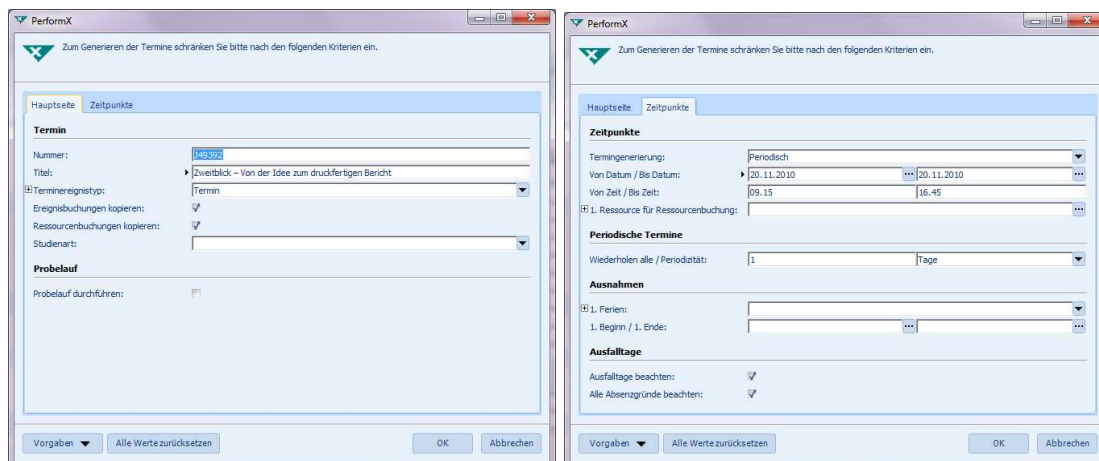 PerformX
Zum Generieren der Termine schränken Sie bitte nach den folgenden Kriterien ein.
Hauptseite Zeitpunkte
Termin
Nummer: 149392
Titel: Zweitblick – Von der Idee zum druckfertigen Bericht
Terminereignistyp: Termin
Ereignisbuchungen kopieren:
Ressourcenbuchungen kopieren:
Studienart:
Probelauf
Probelauf durchführen:
Vorgaben Alle Werte zurücksetzen OK Abbrechen
PerformX
Zum Generieren der Termine schränken Sie bitte nach den folgenden Kriterien ein.
Hauptseite Zeitpunkte
Zeitpunkte
Termingenerierung: Periodisch
Von Datum / Bis Datum: 20.11.2010 20.11.2010
Von Zeit / Bis Zeit: 09.15 16.45
1. Ressource für Ressourcenbuchung:
Periodische Termine
Wiederholen alle / Periodizität: 1 Tage
Ausnahmen
1. Ferien:
1. Beginn / 1. Ende:
Ausfalltage
Ausfalltage beachten:
Alle Absenzgründe beachten:
Vorgaben Alle Werte zurücksetzen OK Abbrechen